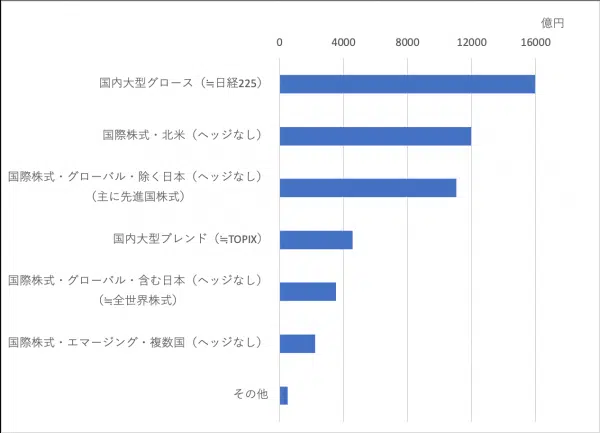 億円
0 4000 8000 12000 16000
国内大型グロース（≒日経225）
国際株式・北米（ヘッジなし）
国際株式・グローバル・除く日本（ヘッジなし）
（主に先進国株式）
国内大型ブレンド（≒TOPIX）
国際株式・グローバル・含む日本（ヘッジなし）
（≒全世界株式）
国際株式・エマージング・複数国（ヘッジなし）
その他